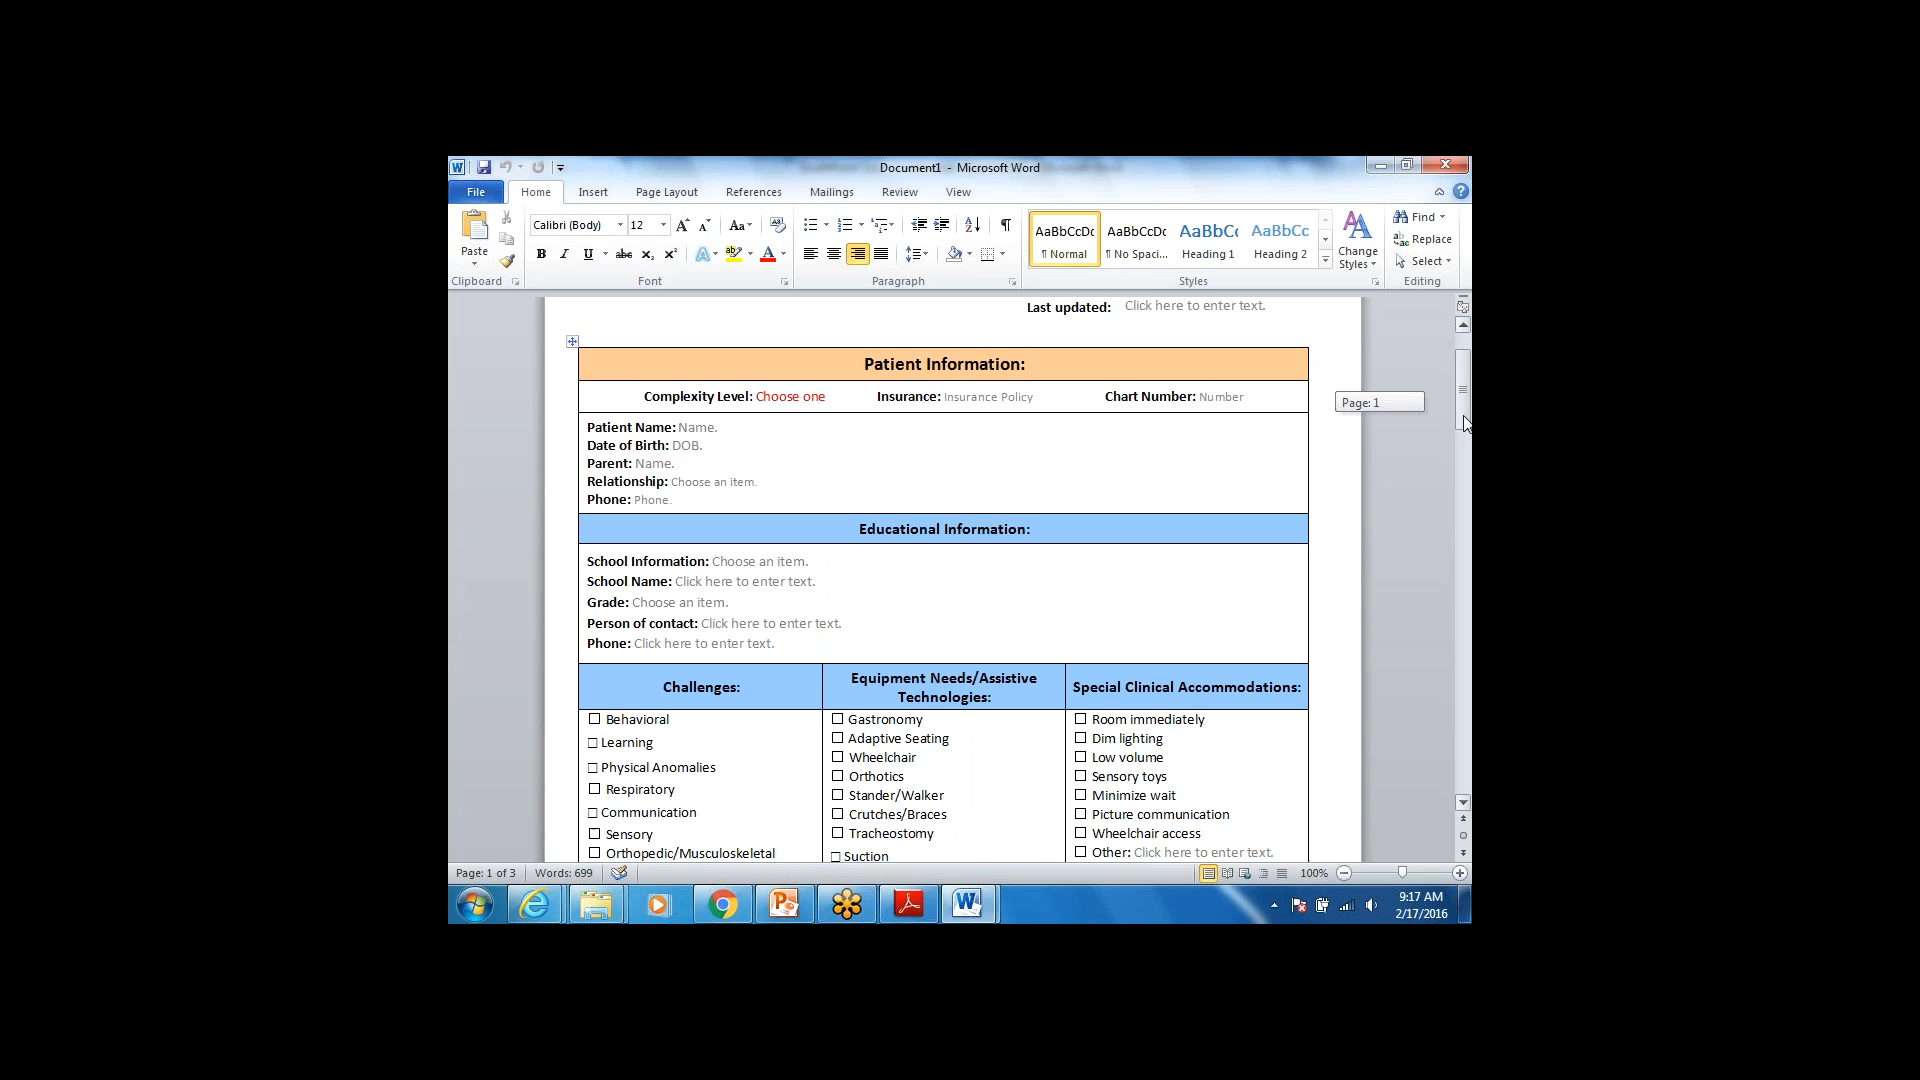 Document1 - Microsoft Word
File Home Insert Page Layout References Mailings Review View
Paste
Calibri (Body) 12
Clipboard Font Paragraph Styles Editing
AaBbCcDc AaBbCcDc AaBbCc AaBbCc
¶ Normal ¶ No Spaci... Heading 1 Heading 2
Change Styles
Find
Replace
Select
Last updated: Click here to enter text.
Patient Information:
Complexity Level: Choose one Insurance: Insurance Policy Chart Number: Number
Page: 1
Patient Name: Name.
Date of Birth: DOB.
Parent: Name.
Relationship: Choose an item.
Phone: Phone.
Educational Information:
School Information: Choose an item.
School Name: Click here to enter text.
Grade: Choose an item.
Person of contact: Click here to enter text.
Phone: Click here to enter text.
Challenges:
Behavioral
Learning
Physical Anomalies
Respiratory
Communication
Sensory
Orthopedic/Musculoskeletal
Equipment Needs/Assistive
Technologies:
Gastronomy
Adaptive Seating
Wheelchair
Orthotics
Stander/Walker
Crutches/Braces
Tracheostomy
Suction
Special Clinical Accommodations:
Room immediately
Dim lighting
Low volume
Sensory toys
Minimize wait
Picture communication
Wheelchair access
Other: Click here to enter text.
Page: 1 of 3 Words: 699 100%
9:17 AM
2/17/2016